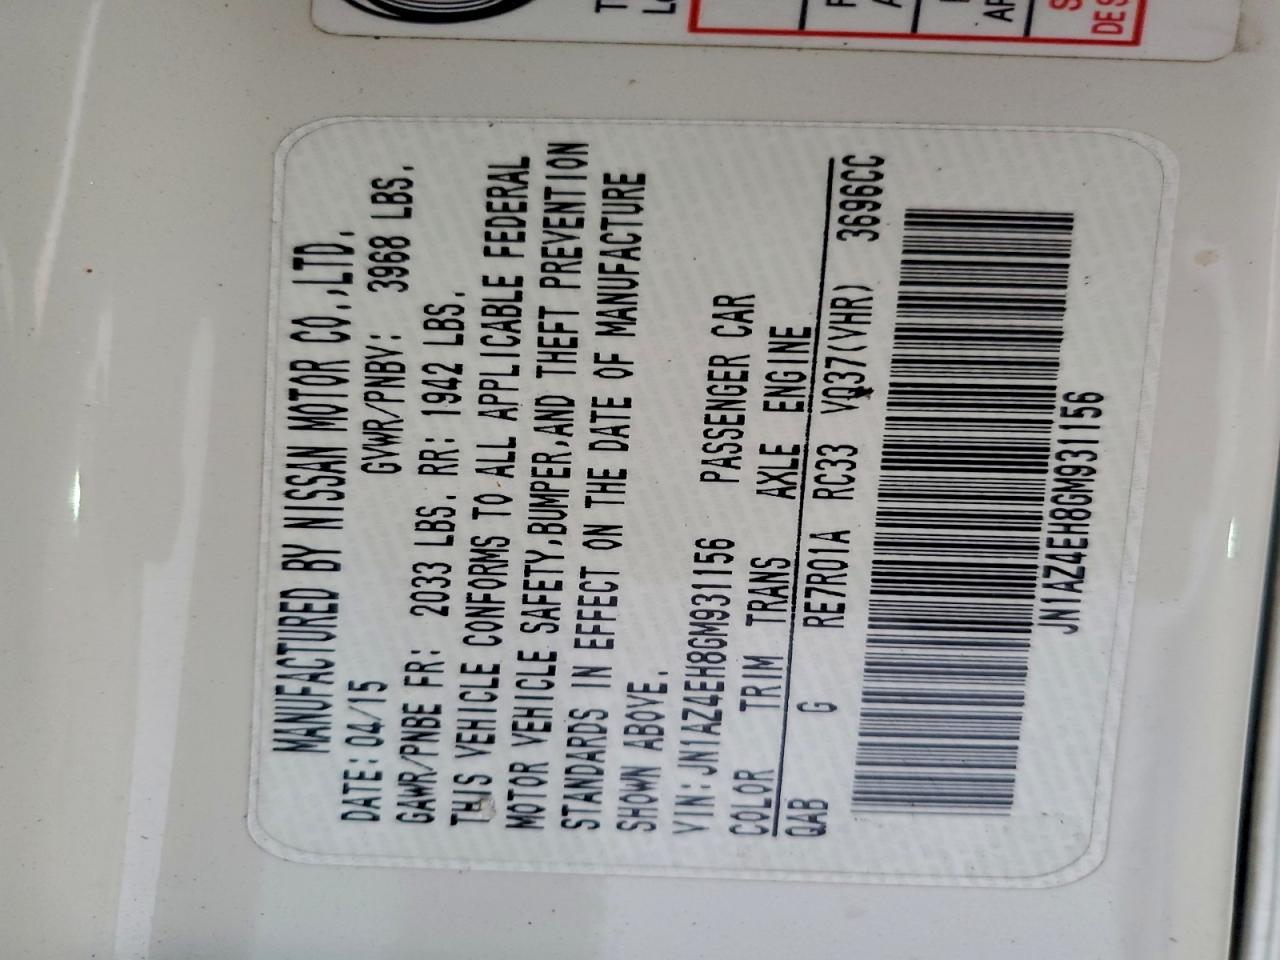 MANUFACTURED BY NISSAN MOTOR CO.,LTD.
DATE: 04/15 GVWR/PNBV: 3968 LBS.
GAWR/PNBE FR: 2033 LBS. RR: 1942 LBS.
THIS VEHICLE CONFORMS TO ALL APPLICABLE FEDERAL
MOTOR VEHICLE SAFETY,BUMPER,AND THEFT PREVENTION
STANDARDS IN EFFECT ON THE DATE OF MANUFACTURE
SHOWN ABOVE.
VIN:JN1AZ4EH8GM931156 PASSENGER CAR
COLOR TRIM TRANS AXLE ENGINE
QAB G RE7R01A RC33 VQ37(VHR) 3696CC
JN1AZ4EH8GM931156